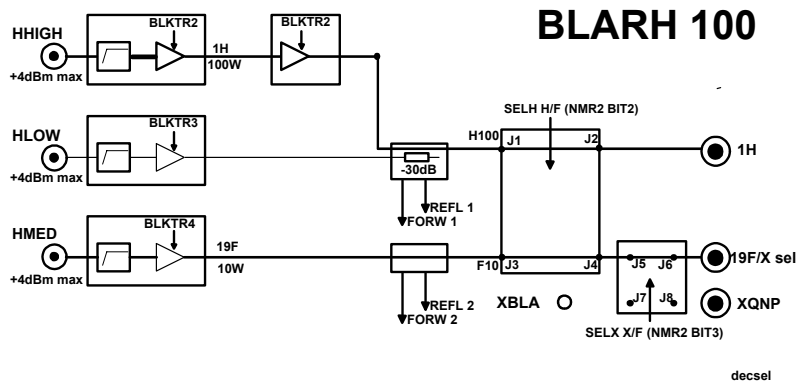 BLARH 100
HHIGH
BLKTR2
BLKTR2
1H
100W
+4dBm max
SELH H/F (NMR2 BIT2)
HLOW
BLKTR3
H100
J1
J2
1H
-30dB
+4dBm max
REFL 1
FORW 1
HMED
BLKTR4
19F
10W
F10
J3
J4
J5
J6
19F/X sel
+4dBm max
REFL 2
FORW 2
XBLA
J7
J8
XQNP
SELX X/F (NMR2 BIT3)
decsel